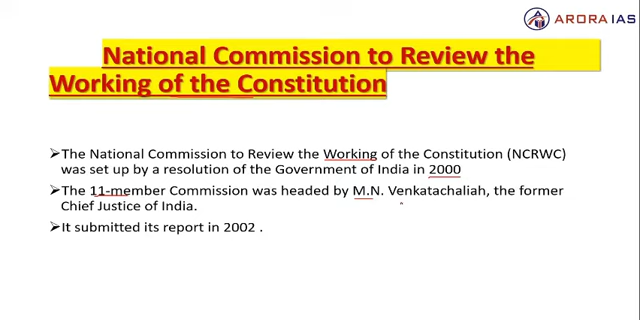 ARORA IAS
National Commission to Review the
Working of the Constitution
➢The National Commission to Review the Working of the Constitution (NCRWC)
was set up by a resolution of the Government of India in 2000
➢The 11-member Commission was headed by M.N. Venkatachaliah, the former
Chief Justice of India.
➢It submitted its report in 2002 .